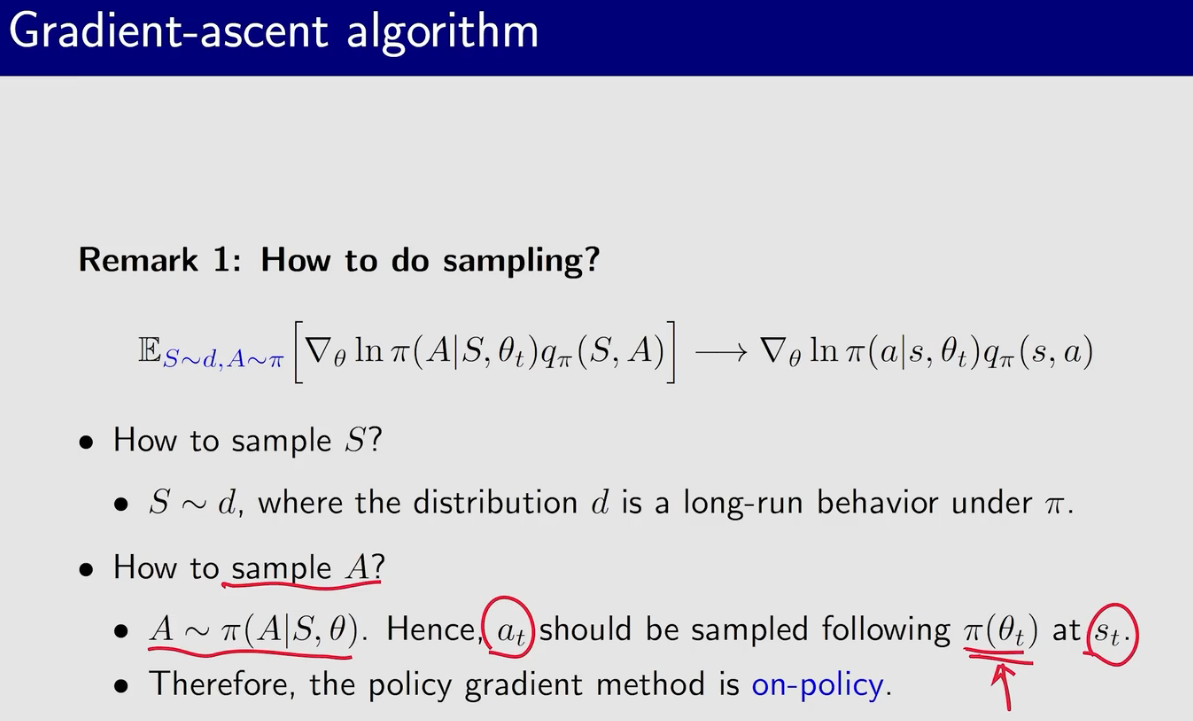 Gradient-ascent algorithm
Remark 1: How to do sampling?
$\mathbb{E}_{S\sim d, A\sim \pi}\left[\nabla_\theta \ln \pi(A|S, \theta_t) q_\pi(S, A)\right] \longrightarrow \nabla_\theta \ln \pi(a|s, \theta_t) q_\pi(s, a)$
• How to sample $S$?
• $S \sim d$, where the distribution $d$ is a long-run behavior under $\pi$.
• How to sample $A$?
• $A \sim \pi(A|S, \theta)$. Hence, $a_t$ should be sampled following $\pi(\theta_t)$ at $s_t$.
• Therefore, the policy gradient method is on-policy.